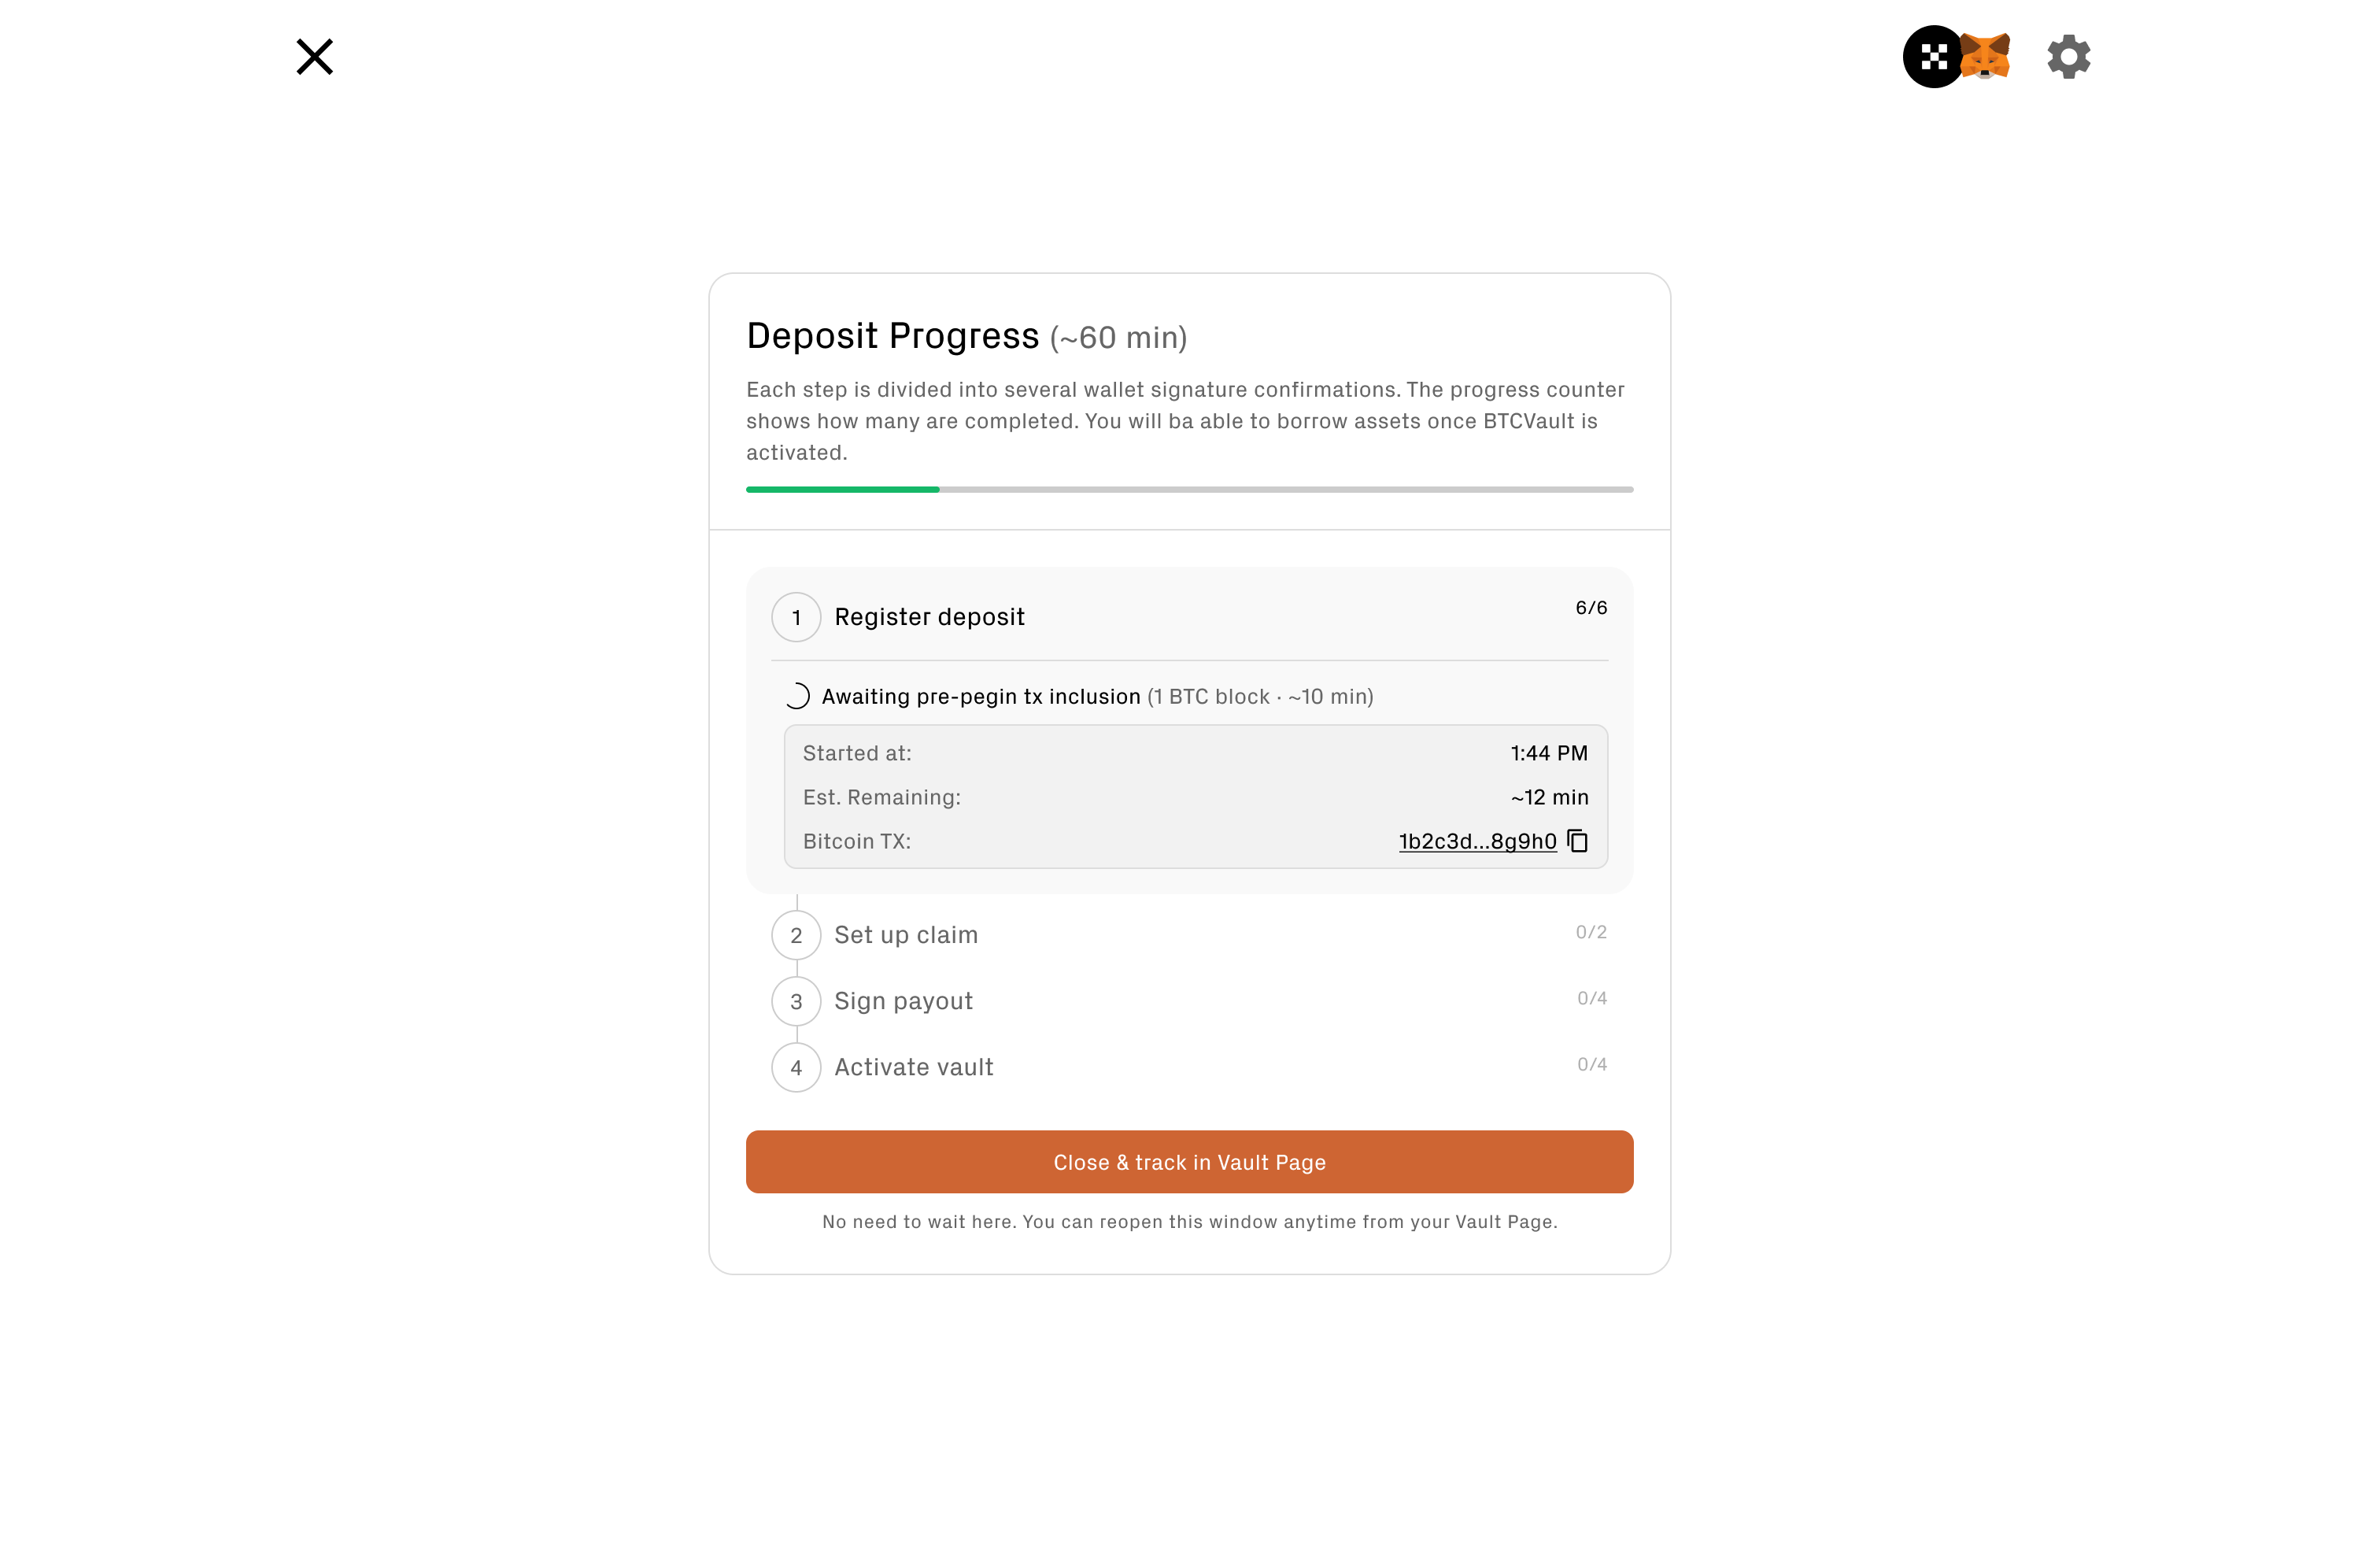 Deposit Progress (~60 min)
Each step is divided into several wallet signature confirmations. The progress counter
shows how many are completed. You will ba able to borrow assets once BTCVault is
activated.
1 Register deposit 6/6
Awaiting pre-pegin tx inclusion (1 BTC block · ~10 min)
Started at: 1:44 PM
Est. Remaining: ~12 min
Bitcoin TX: 1b2c3d...8g9h0
2 Set up claim 0/2
3 Sign payout 0/4
4 Activate vault 0/4
Close & track in Vault Page
No need to wait here. You can reopen this window anytime from your Vault Page.